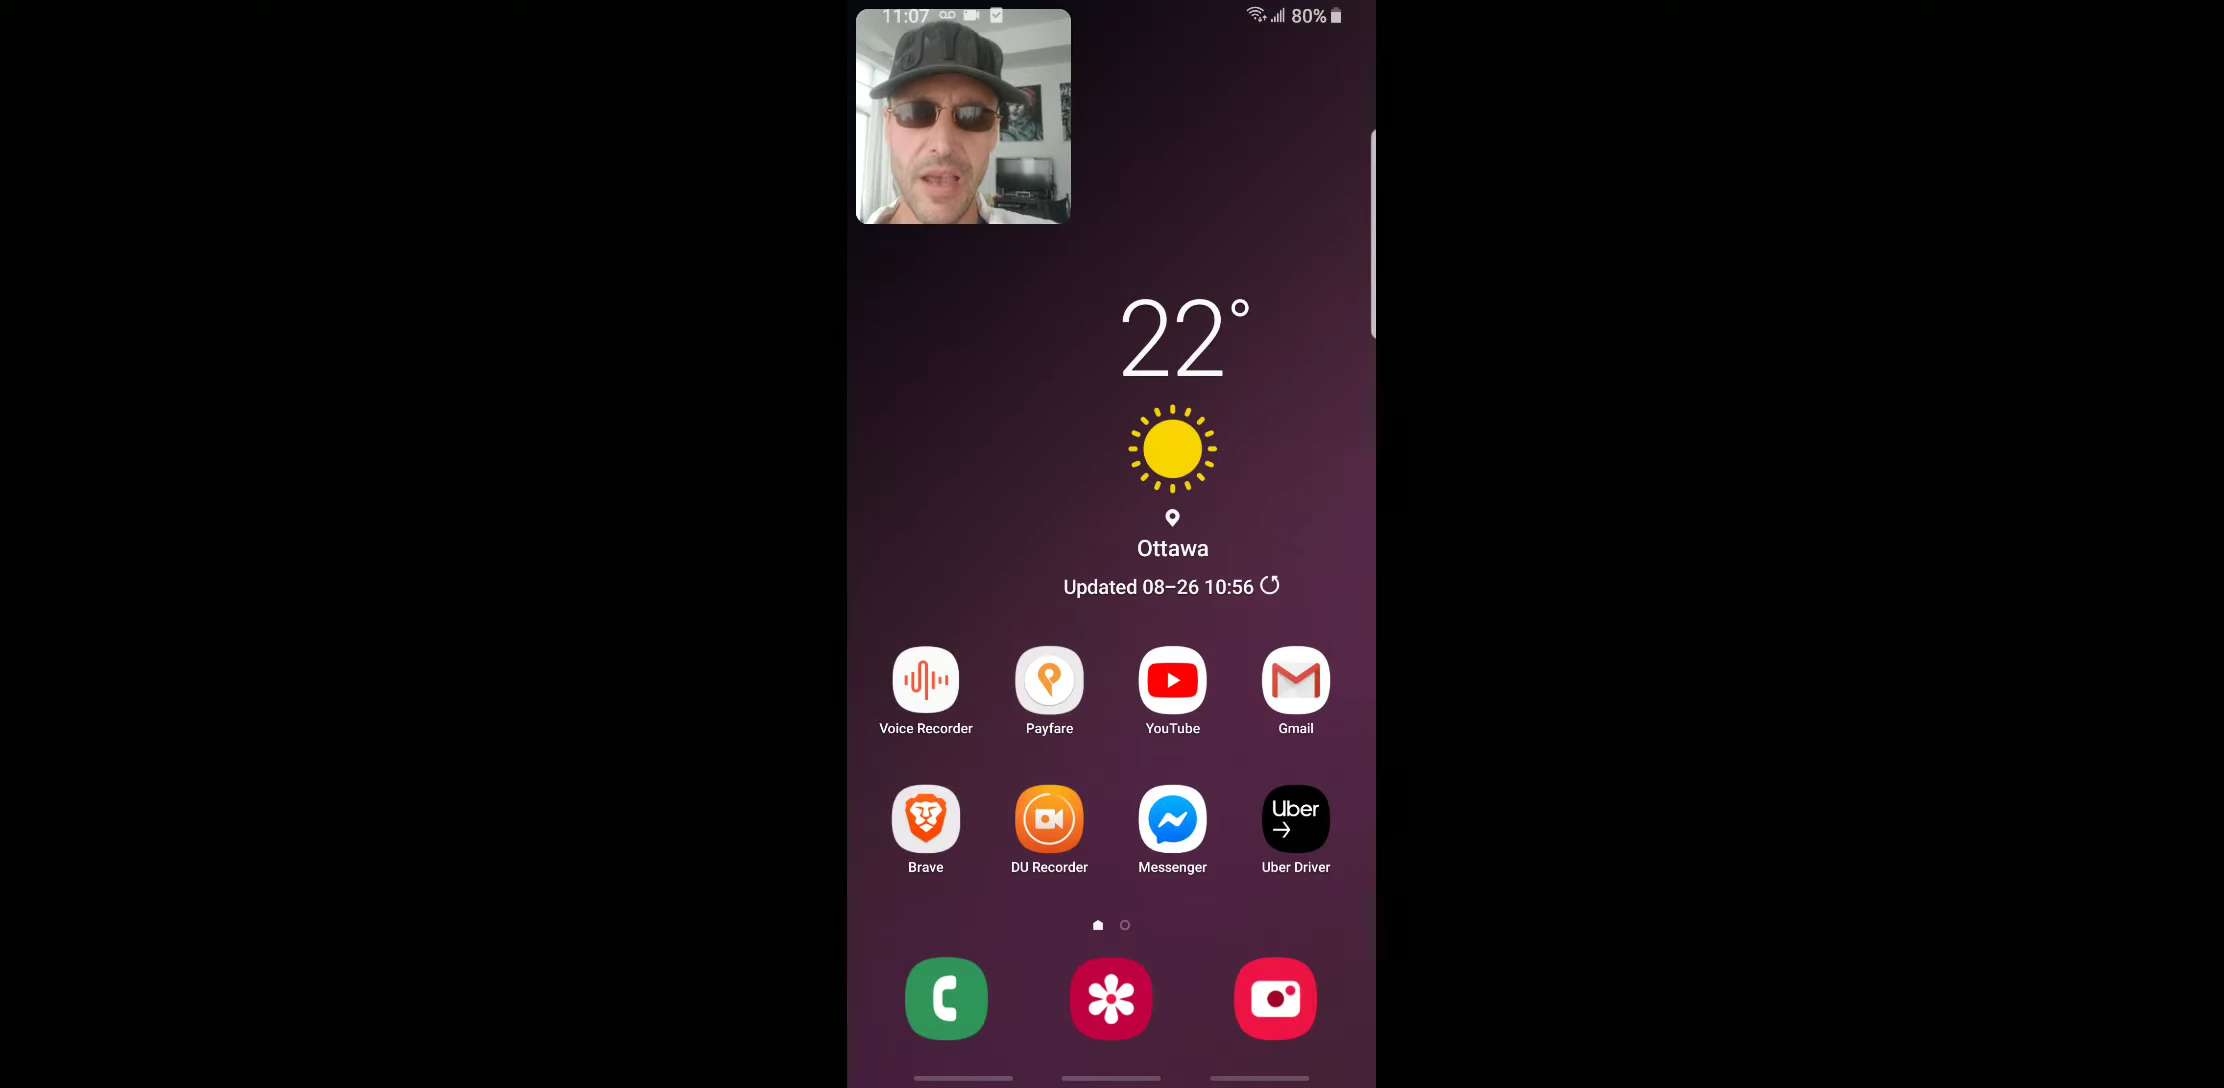 11:07
80%
JYD
22°
Ottawa
Updated 08-26 10:56
Voice Recorder
Payfare
YouTube
Gmail
Uber
Brave
DU Recorder
Messenger
Uber Driver